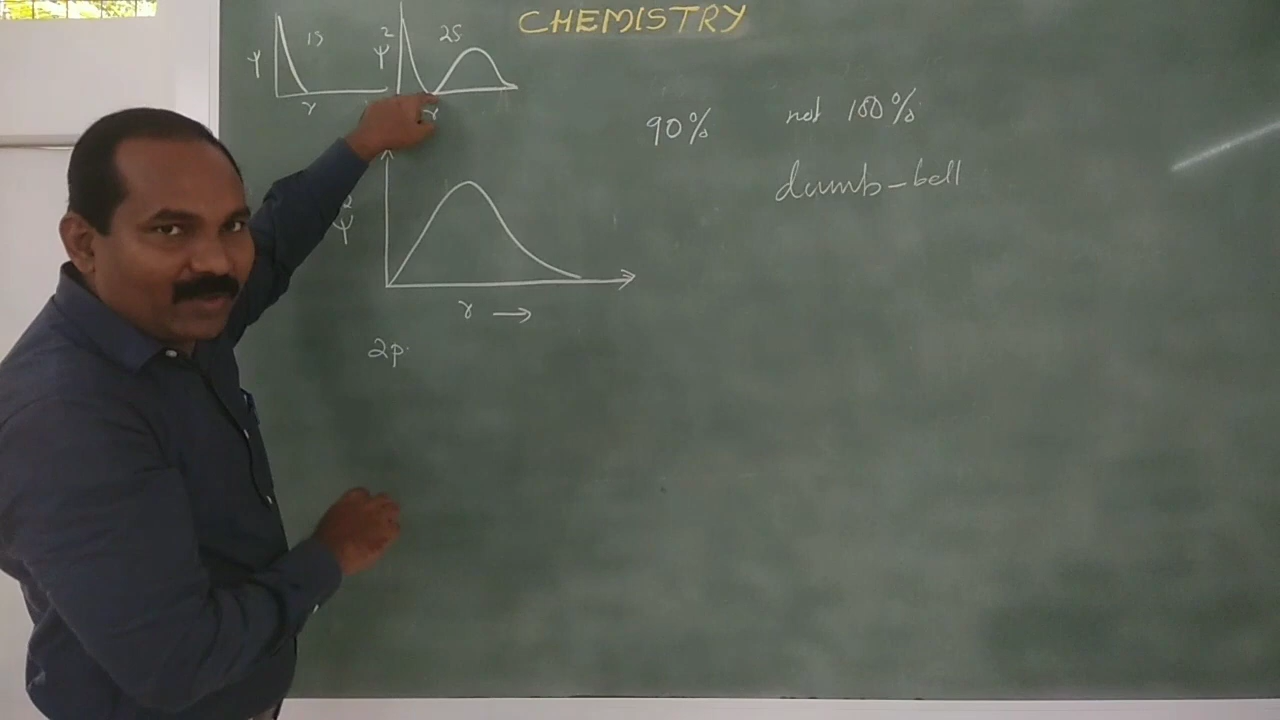 CHEMISTRY
ψ 1s r
ψ² 2s r
90% not 100%
dumb-bell
ψ²
r →
2p.